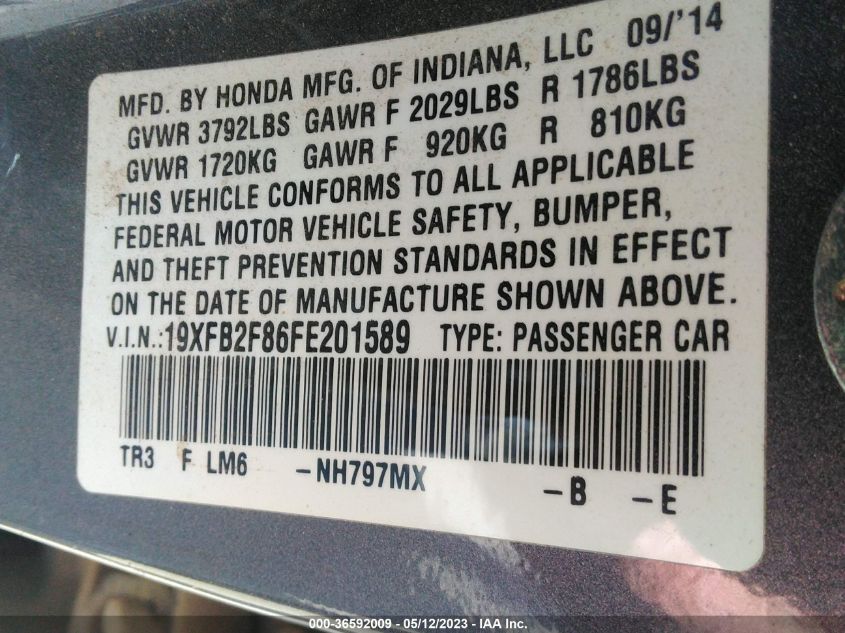 MFD. BY HONDA MFG. OF INDIANA, LLC 09/'14
GVWR 3792LBS GAWR F 2029LBS R 1786LBS
GVWR 1720KG GAWR F 920KG R 810KG
THIS VEHICLE CONFORMS TO ALL APPLICABLE
FEDERAL MOTOR VEHICLE SAFETY, BUMPER,
AND THEFT PREVENTION STANDARDS IN EFFECT
ON THE DATE OF MANUFACTURE SHOWN ABOVE.
V.I.N.:19XFB2F86FE201589 TYPE: PASSENGER CAR
TR3 F LM6 -NH797MX -B -E
000-36592009 - 05/12/2023 - IAA Inc.